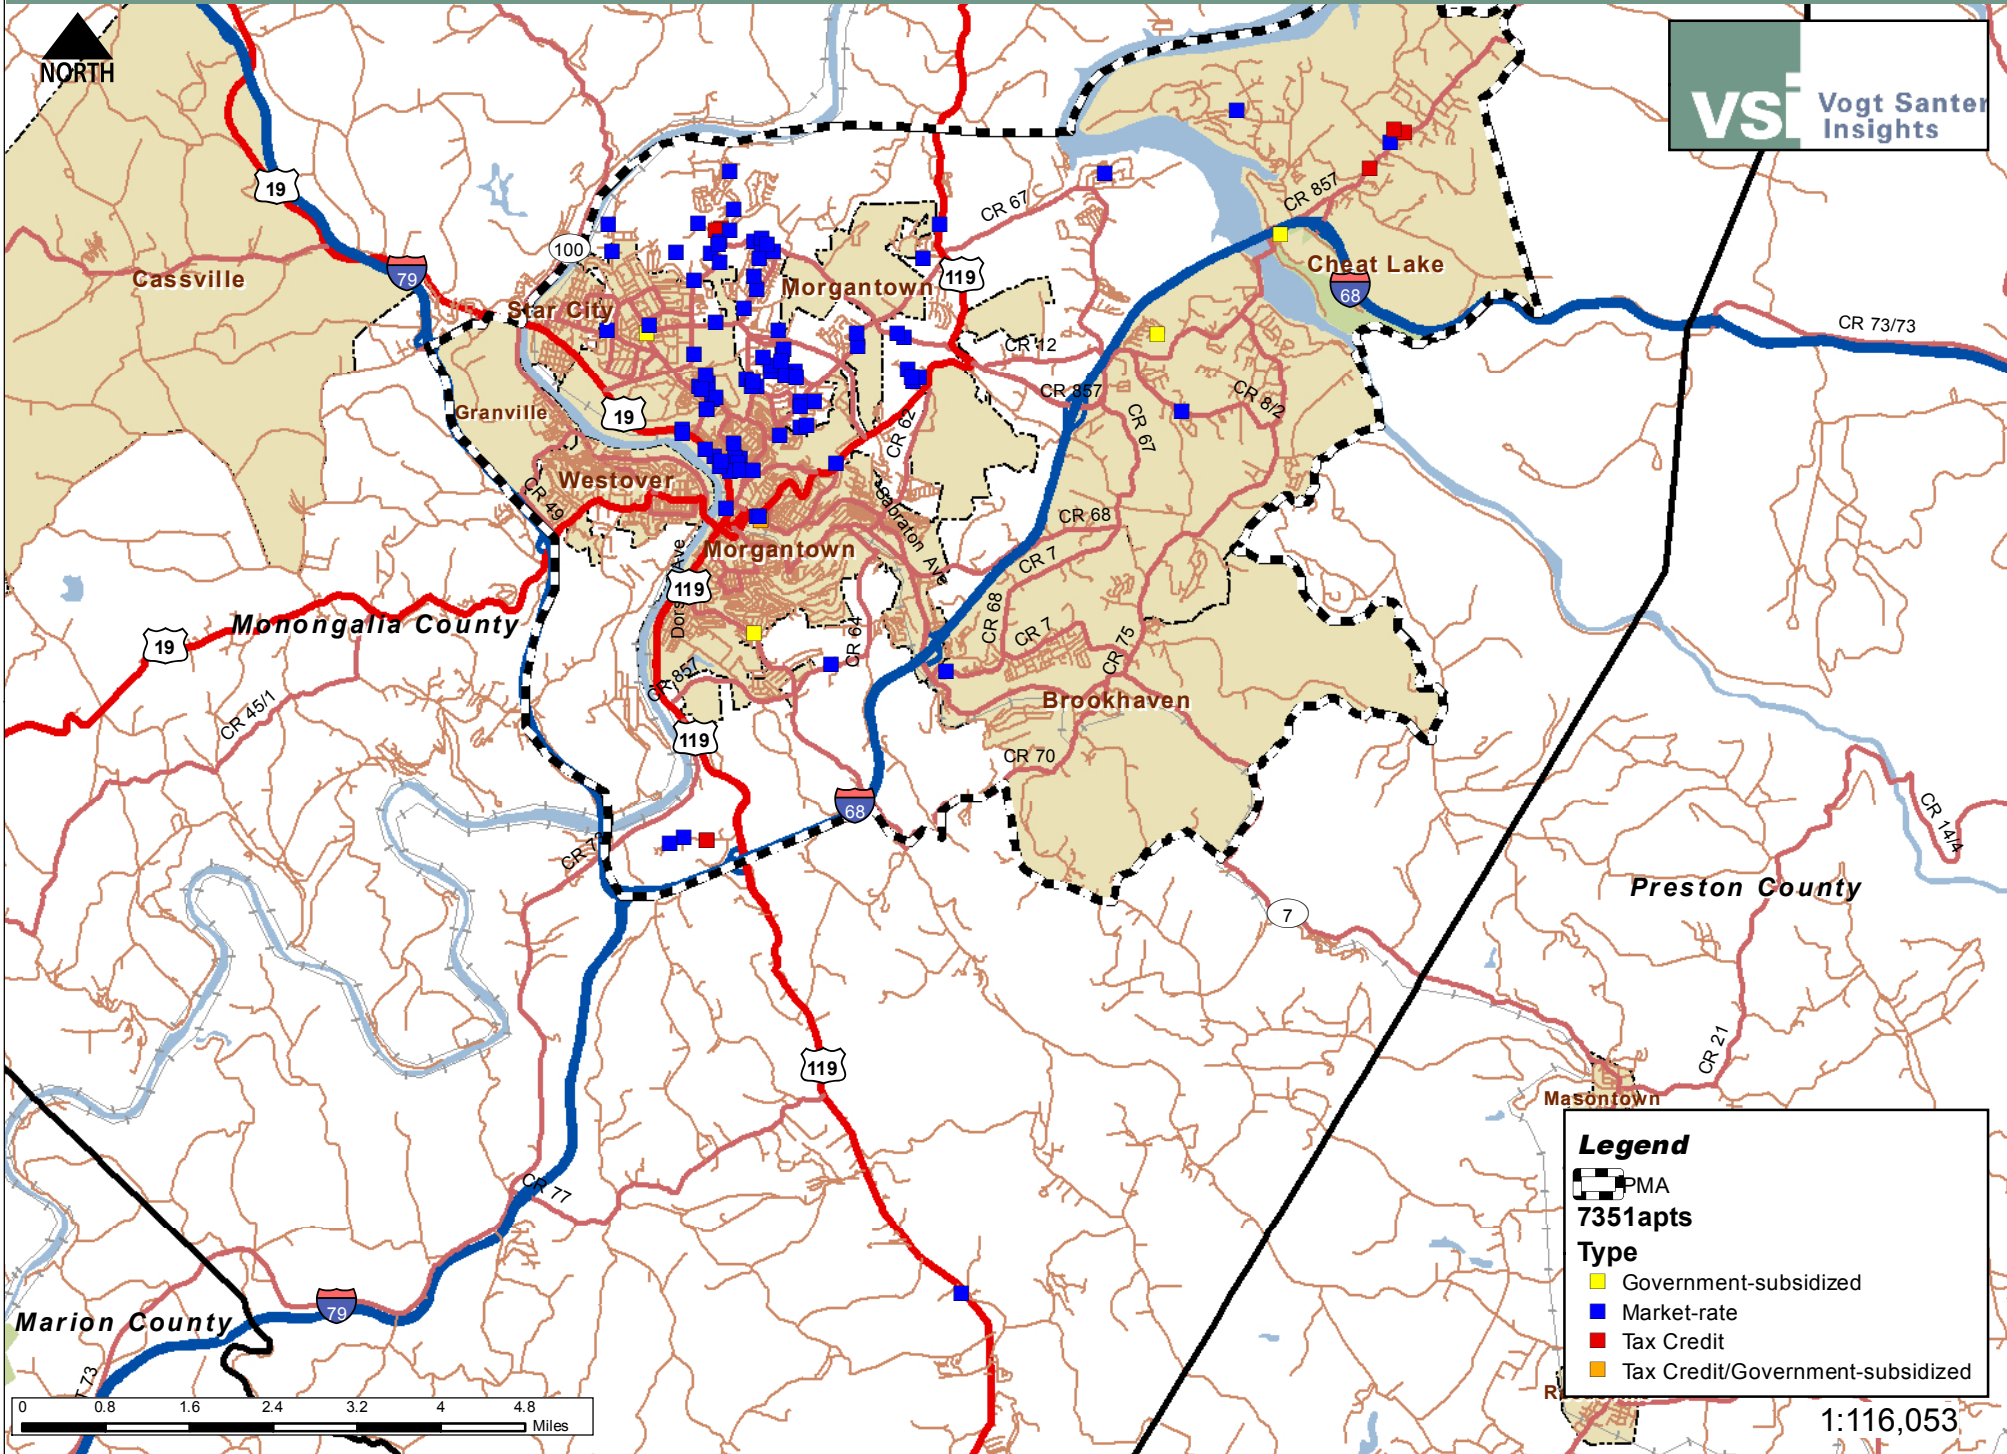 NORTH
vsi
Vogt Santer
Insights
19
100
79
Cassville
Star City
Morgantown
119
CR 67
CR 857
Cheat Lake
68
CR 73/73
CR 12
CR 857
CR 8/2
CR 67
Granville
19
CR 62
Westover
CR 49
Sabraton Ave
CR 68
Morgantown
CR 7
119
Monongalia County
19
CR 64
CR 68
CR 7
CR 75
CR 857
CR 45/1
Brookhaven
119
CR 70
68
CR 14/4
Preston County
7
CR 21
119
Masontown
CR 77
79
Marion County
Legend
PMA
7351apts
Type
Government-subsidized
Market-rate
Tax Credit
Tax Credit/Government-subsidized
0 0.8 1.6 2.4 3.2 4 4.8
Miles
1:116,053